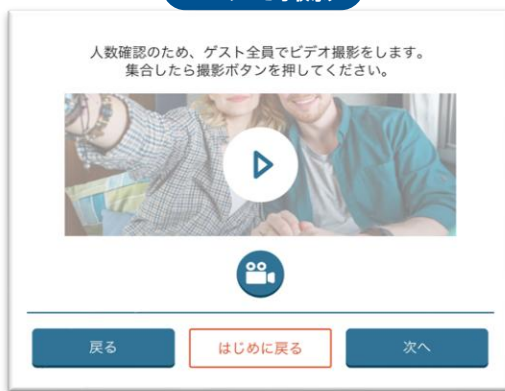 人数確認のため、ゲスト全員でビデオ撮影をします。
集合したら撮影ボタンを押してください。
戻る
はじめに戻る
次へ